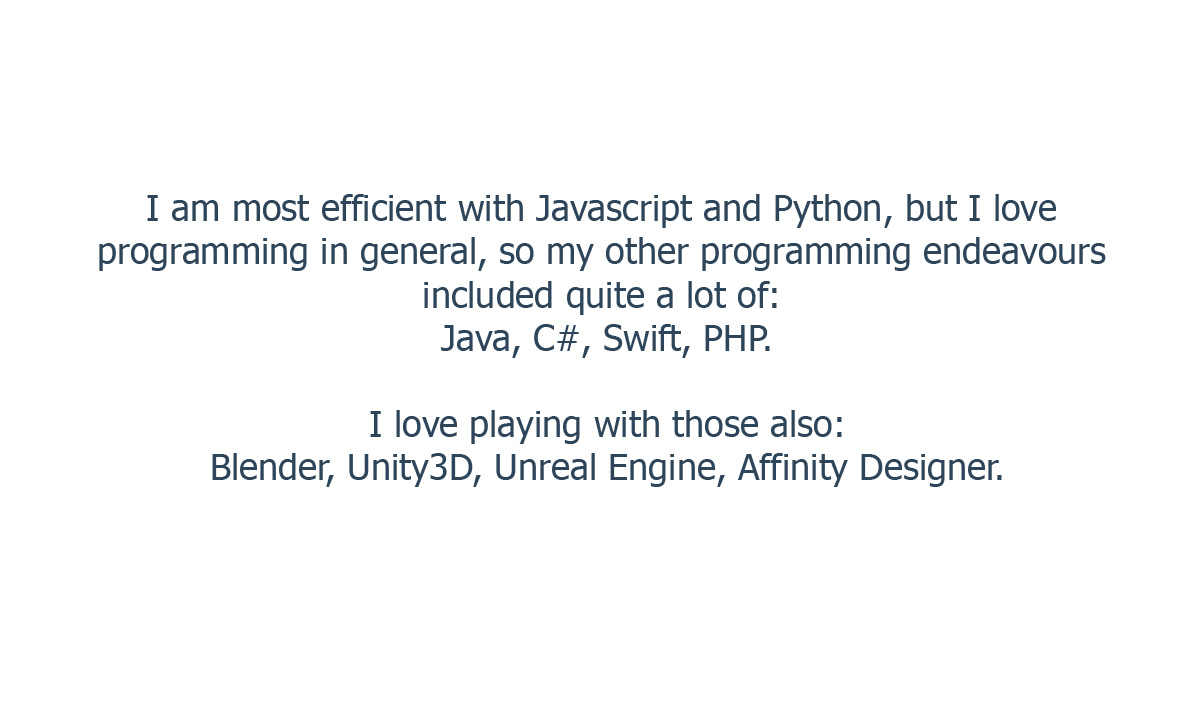 I am most efficient with Javascript and Python, but I love
programming in general, so my other programming endeavours
included quite a lot of:
Java, C#, Swift, PHP.
I love playing with those also:
Blender, Unity3D, Unreal Engine, Affinity Designer.